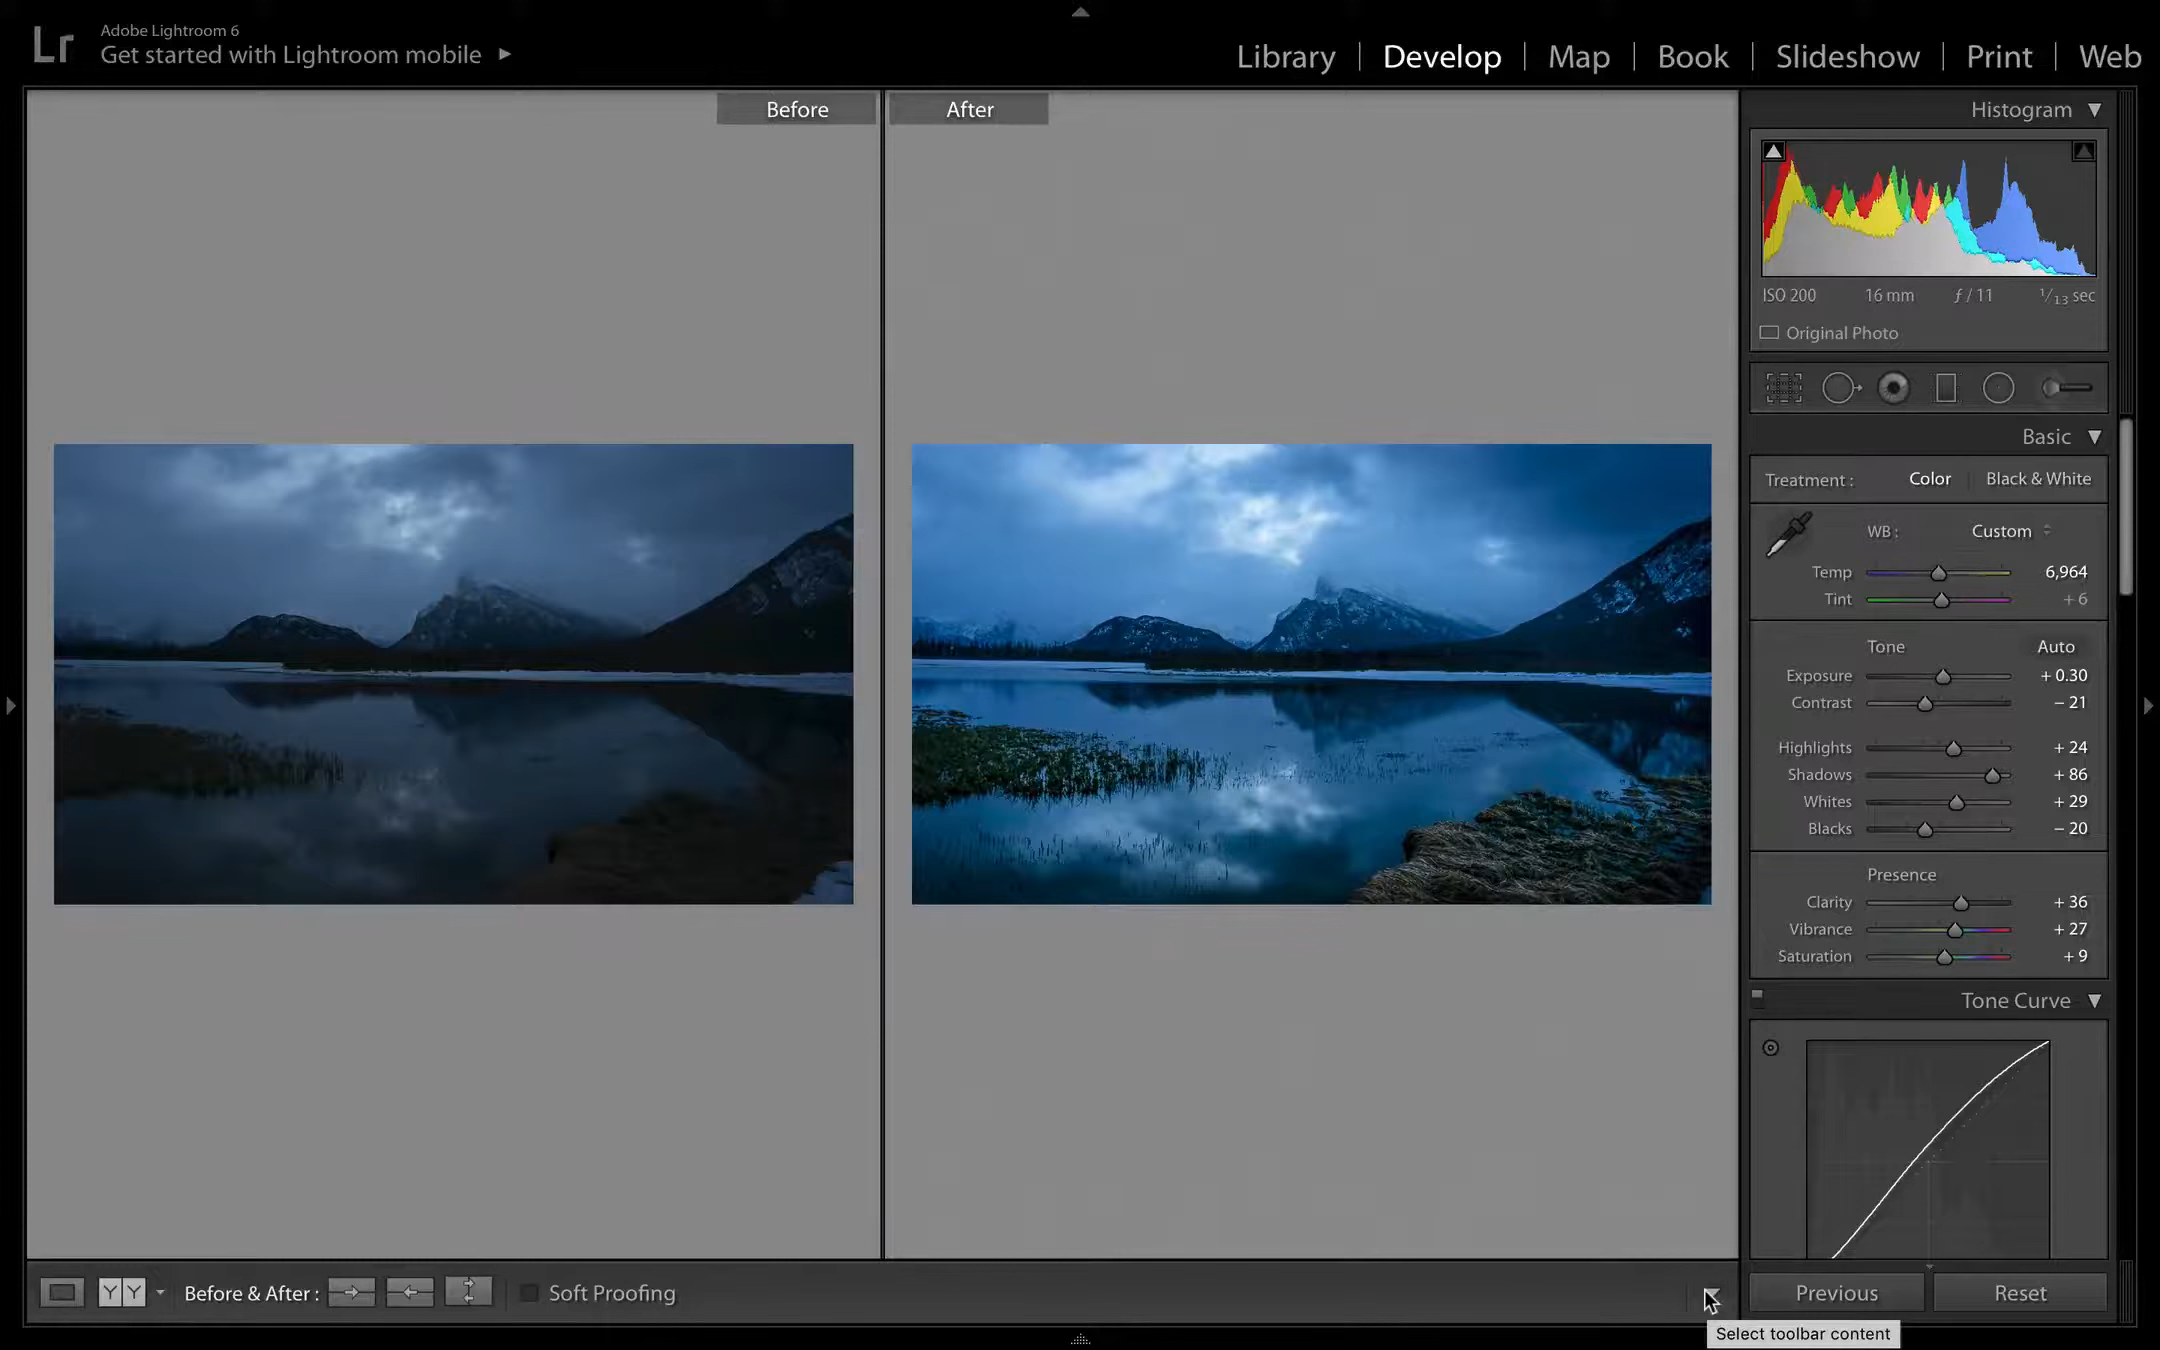 Lr
Adobe Lightroom 6
Get started with Lightroom mobile
Library | Develop | Map | Book | Slideshow | Print | Web
Before
After
Histogram
ISO 200 16 mm ƒ / 11 1/13 sec
Original Photo
Basic
Treatment : Color Black & White
WB : Custom
Temp 6,964
Tint + 6
Tone Auto
Exposure + 0.30
Contrast − 21
Highlights + 24
Shadows + 86
Whites + 29
Blacks − 20
Presence
Clarity + 36
Vibrance + 27
Saturation + 9
Tone Curve
Y Y Before & After : Soft Proofing
Previous Reset
Select toolbar content